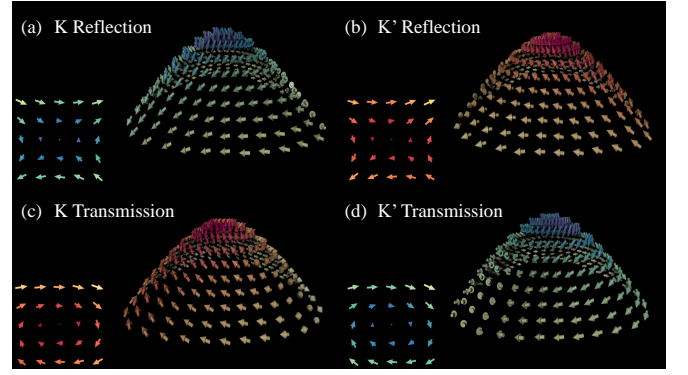 (a) K Reflection
(b) K’ Reflection
(c) K Transmission
(d) K’ Transmission